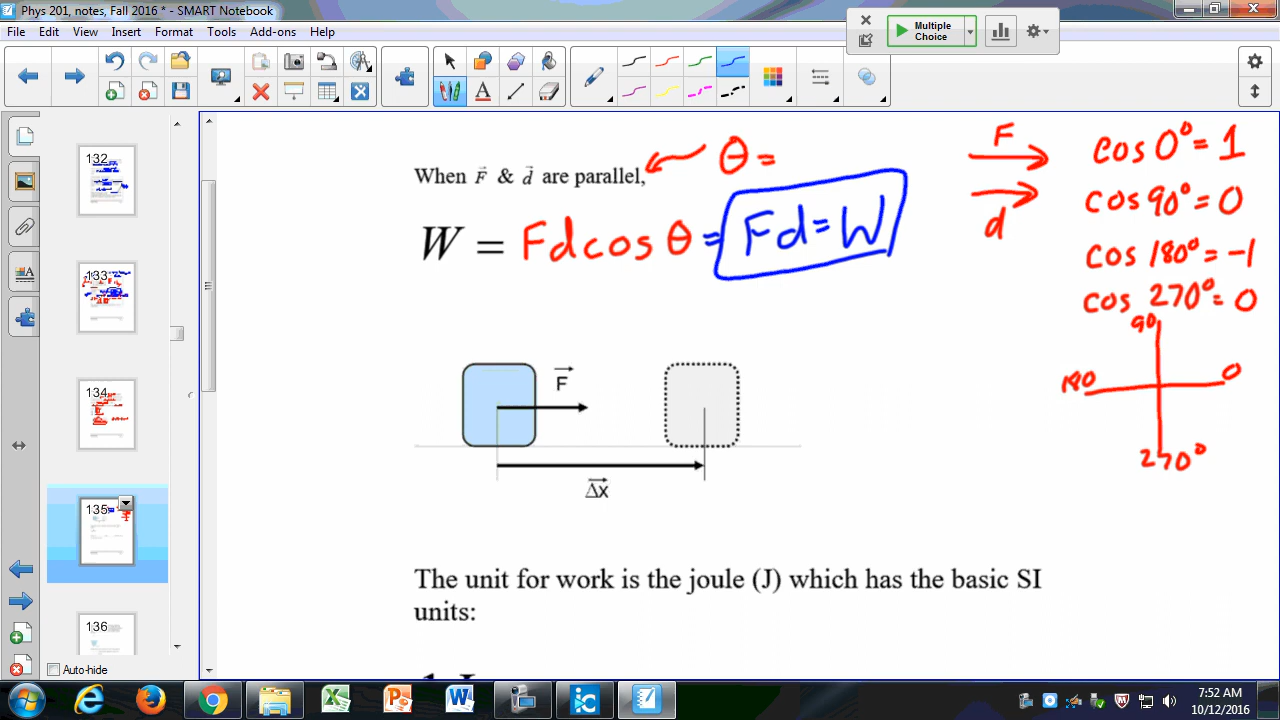 Phys 201, notes, Fall 2016 * - SMART Notebook
File Edit View Insert Format Tools Add-ons Help
Multiple
Choice
132
133
134
135
136
Auto-hide
When F⃗ & d⃗ are parallel,
θ =
W = Fd cos θ = Fd = W
F
d
cos 0° = 1
cos 90° = 0
cos 180° = -1
cos 270° = 0
90
180
0
270°
F⃗
Δx⃗
The unit for work is the joule (J) which has the basic SI
units:
7:52 AM
10/12/2016